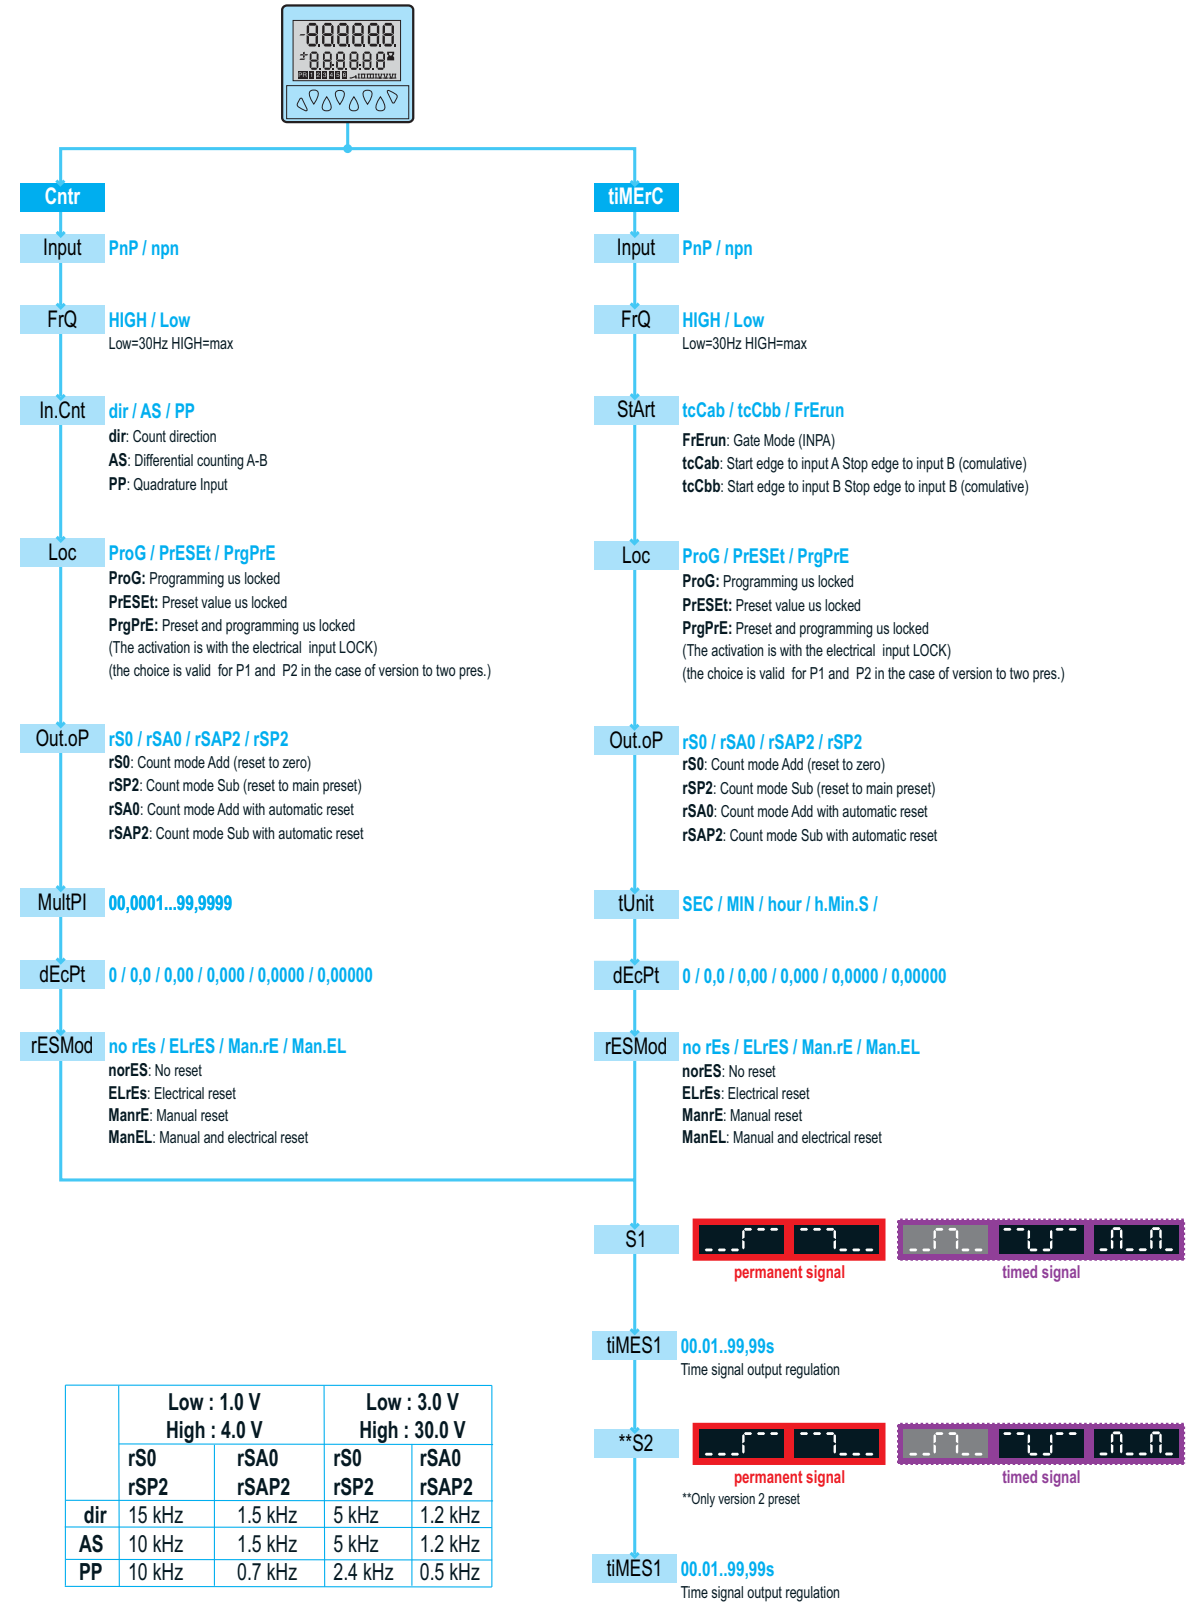 -8.8.8.8.8.8.
±8.8.8.8.8.8
PR 1 2 3 4 5 6
Cntr
Input PnP / npn
FrQ HIGH / Low
Low=30Hz HIGH=max
In.Cnt dir / AS / PP
dir: Count direction
AS: Differential counting A-B
PP: Quadrature Input
Loc ProG / PrESEt / PrgPrE
ProG: Programming us locked
PrESEt: Preset value us locked
PrgPrE: Preset and programming us locked
(The activation is with the electrical input LOCK)
(the choice is valid for P1 and P2 in the case of version to two pres.)
Out.oP rS0 / rSA0 / rSAP2 / rSP2
rS0: Count mode Add (reset to zero)
rSP2: Count mode Sub (reset to main preset)
rSA0: Count mode Add with automatic reset
rSAP2: Count mode Sub with automatic reset
MultPl 00,0001...99,9999
dEcPt 0 / 0,0 / 0,00 / 0,000 / 0,0000 / 0,00000
rESMod no rEs / ELrES / Man.rE / Man.EL
norES: No reset
ELrEs: Electrical reset
ManrE: Manual reset
ManEL: Manual and electrical reset
tiMErC
Input PnP / npn
FrQ HIGH / Low
Low=30Hz HIGH=max
StArt tcCab / tcCbb / FrErun
FrErun: Gate Mode (INPA)
tcCab: Start edge to input A Stop edge to input B (comulative)
tcCbb: Start edge to input B Stop edge to input B (comulative)
Loc ProG / PrESEt / PrgPrE
ProG: Programming us locked
PrESEt: Preset value us locked
PrgPrE: Preset and programming us locked
(The activation is with the electrical input LOCK)
(the choice is valid for P1 and P2 in the case of version to two pres.)
Out.oP rS0 / rSA0 / rSAP2 / rSP2
rS0: Count mode Add (reset to zero)
rSP2: Count mode Sub (reset to main preset)
rSA0: Count mode Add with automatic reset
rSAP2: Count mode Sub with automatic reset
tUnit SEC / MIN / hour / h.Min.S /
dEcPt 0 / 0,0 / 0,00 / 0,000 / 0,0000 / 0,00000
rESMod no rEs / ELrES / Man.rE / Man.EL
norES: No reset
ELrEs: Electrical reset
ManrE: Manual reset
ManEL: Manual and electrical reset
S1
permanent signal timed signal
tiMES1 00.01..99,99s
Time signal output regulation
**S2
permanent signal timed signal
**Only version 2 preset
tiMES1 00.01..99,99s
Time signal output regulation
Low : 1.0 V Low : 3.0 V
High : 4.0 V High : 30.0 V
rS0 rSA0 rS0 rSA0
rSP2 rSAP2 rSP2 rSAP2
dir 15 kHz 1.5 kHz 5 kHz 1.2 kHz
AS 10 kHz 1.5 kHz 5 kHz 1.2 kHz
PP 10 kHz 0.7 kHz 2.4 kHz 0.5 kHz